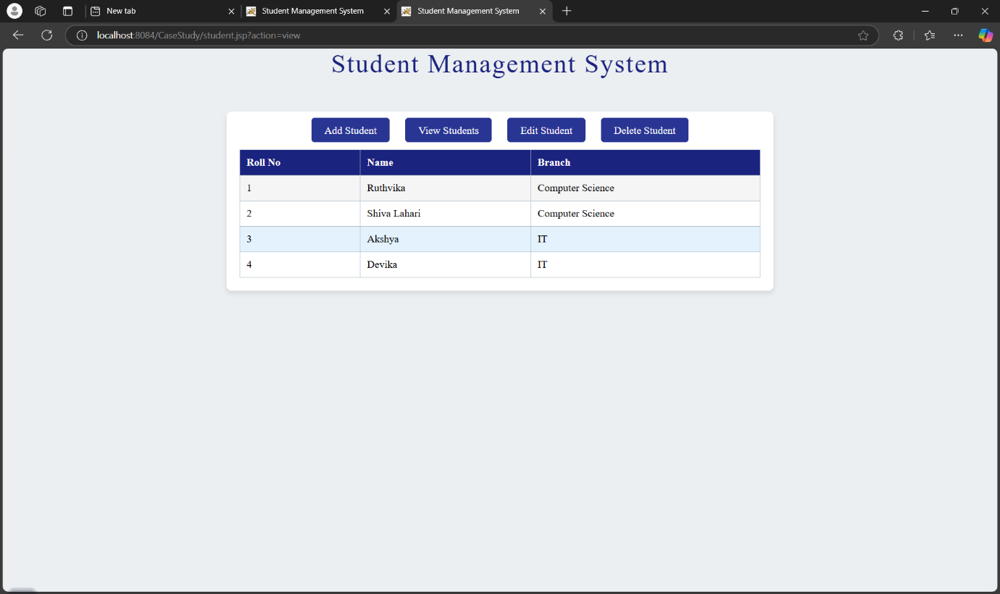 New tab
Student Management System
Student Management System
localhost:8084/CaseStudy/student.jsp?action=view
Student Management System
Add Student View Students Edit Student Delete Student
Roll No Name Branch
1 Ruthvika Computer Science
2 Shiva Lahari Computer Science
3 Akshya IT
4 Devika IT